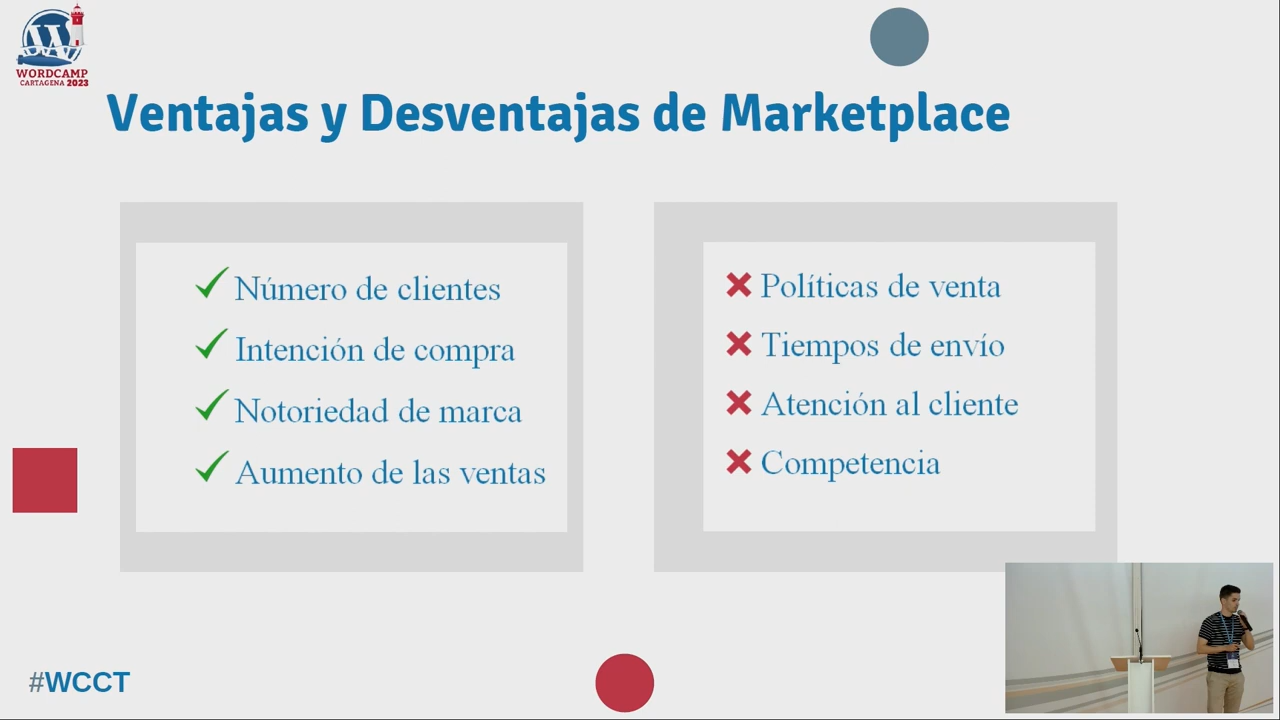 WORDCAMP
CARTAGENA 2023
Ventajas y Desventajas de Marketplace
Número de clientes
Intención de compra
Notoriedad de marca
Aumento de las ventas
Políticas de venta
Tiempos de envío
Atención al cliente
Competencia
#WCCT